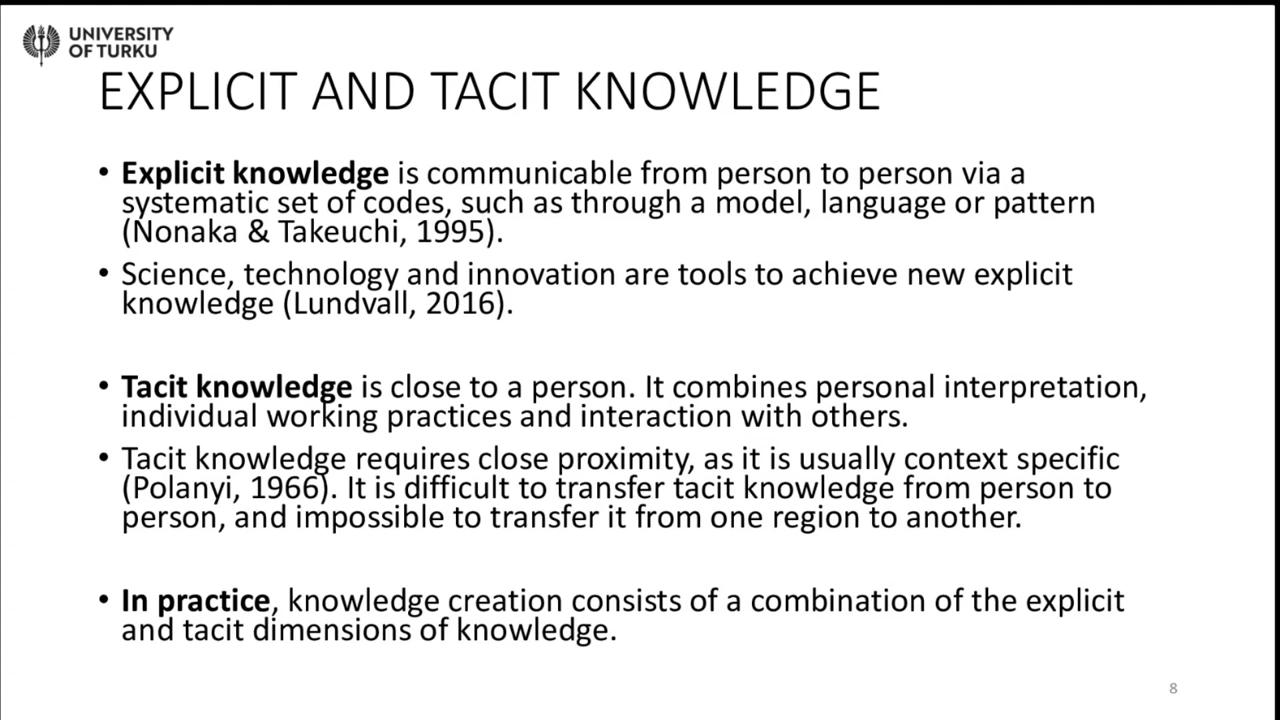 UNIVERSITY
OF TURKU
EXPLICIT AND TACIT KNOWLEDGE
• Explicit knowledge is communicable from person to person via a
systematic set of codes, such as through a model, language or pattern
(Nonaka & Takeuchi, 1995).
• Science, technology and innovation are tools to achieve new explicit
knowledge (Lundvall, 2016).
• Tacit knowledge is close to a person. It combines personal interpretation,
individual working practices and interaction with others.
• Tacit knowledge requires close proximity, as it is usually context specific
(Polanyi, 1966). It is difficult to transfer tacit knowledge from person to
person, and impossible to transfer it from one region to another.
• In practice, knowledge creation consists of a combination of the explicit
and tacit dimensions of knowledge.
8